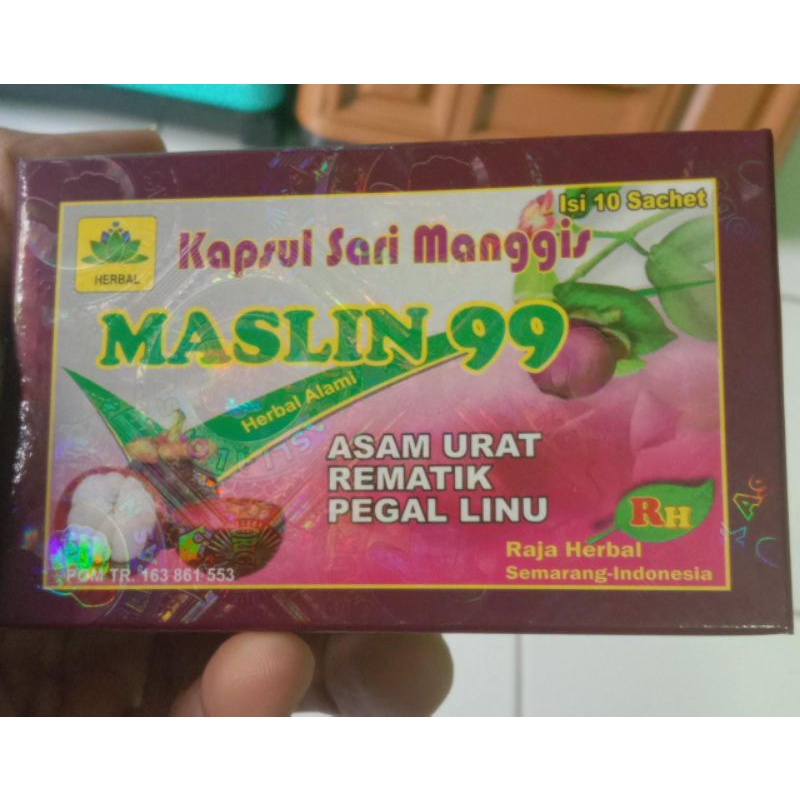 Isi 10 Sachet
HERBAL
Kapsul Sari Manggis
MASLIN 99
Herbal Alami
ASAM URAT
REMATIK
PEGAL LINU
RH
Raja Herbal
Semarang-Indonesia
POM TR. 163 861 553